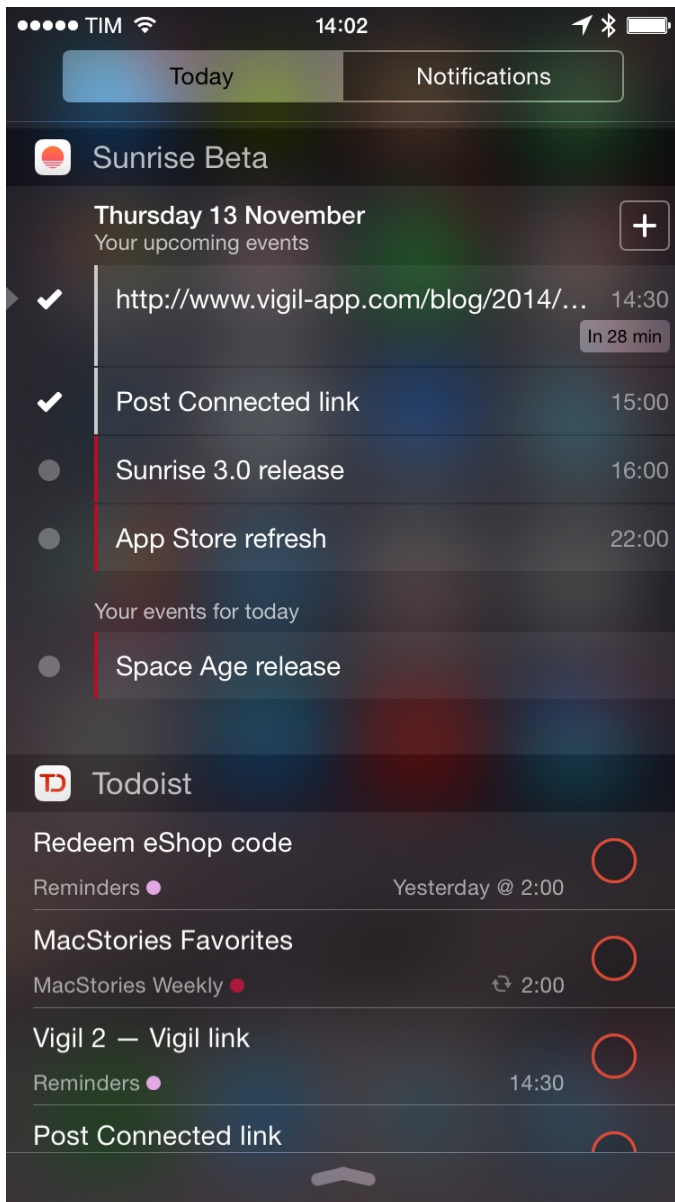 TIM 14:02
Today Notifications
Sunrise Beta
Thursday 13 November
Your upcoming events
http://www.vigil-app.com/blog/2014/... 14:30
In 28 min
Post Connected link 15:00
Sunrise 3.0 release 16:00
App Store refresh 22:00
Your events for today
Space Age release
Todoist
Redeem eShop code
Reminders Yesterday @ 2:00
MacStories Favorites
MacStories Weekly 2:00
Vigil 2 — Vigil link
Reminders 14:30
Post Connected link